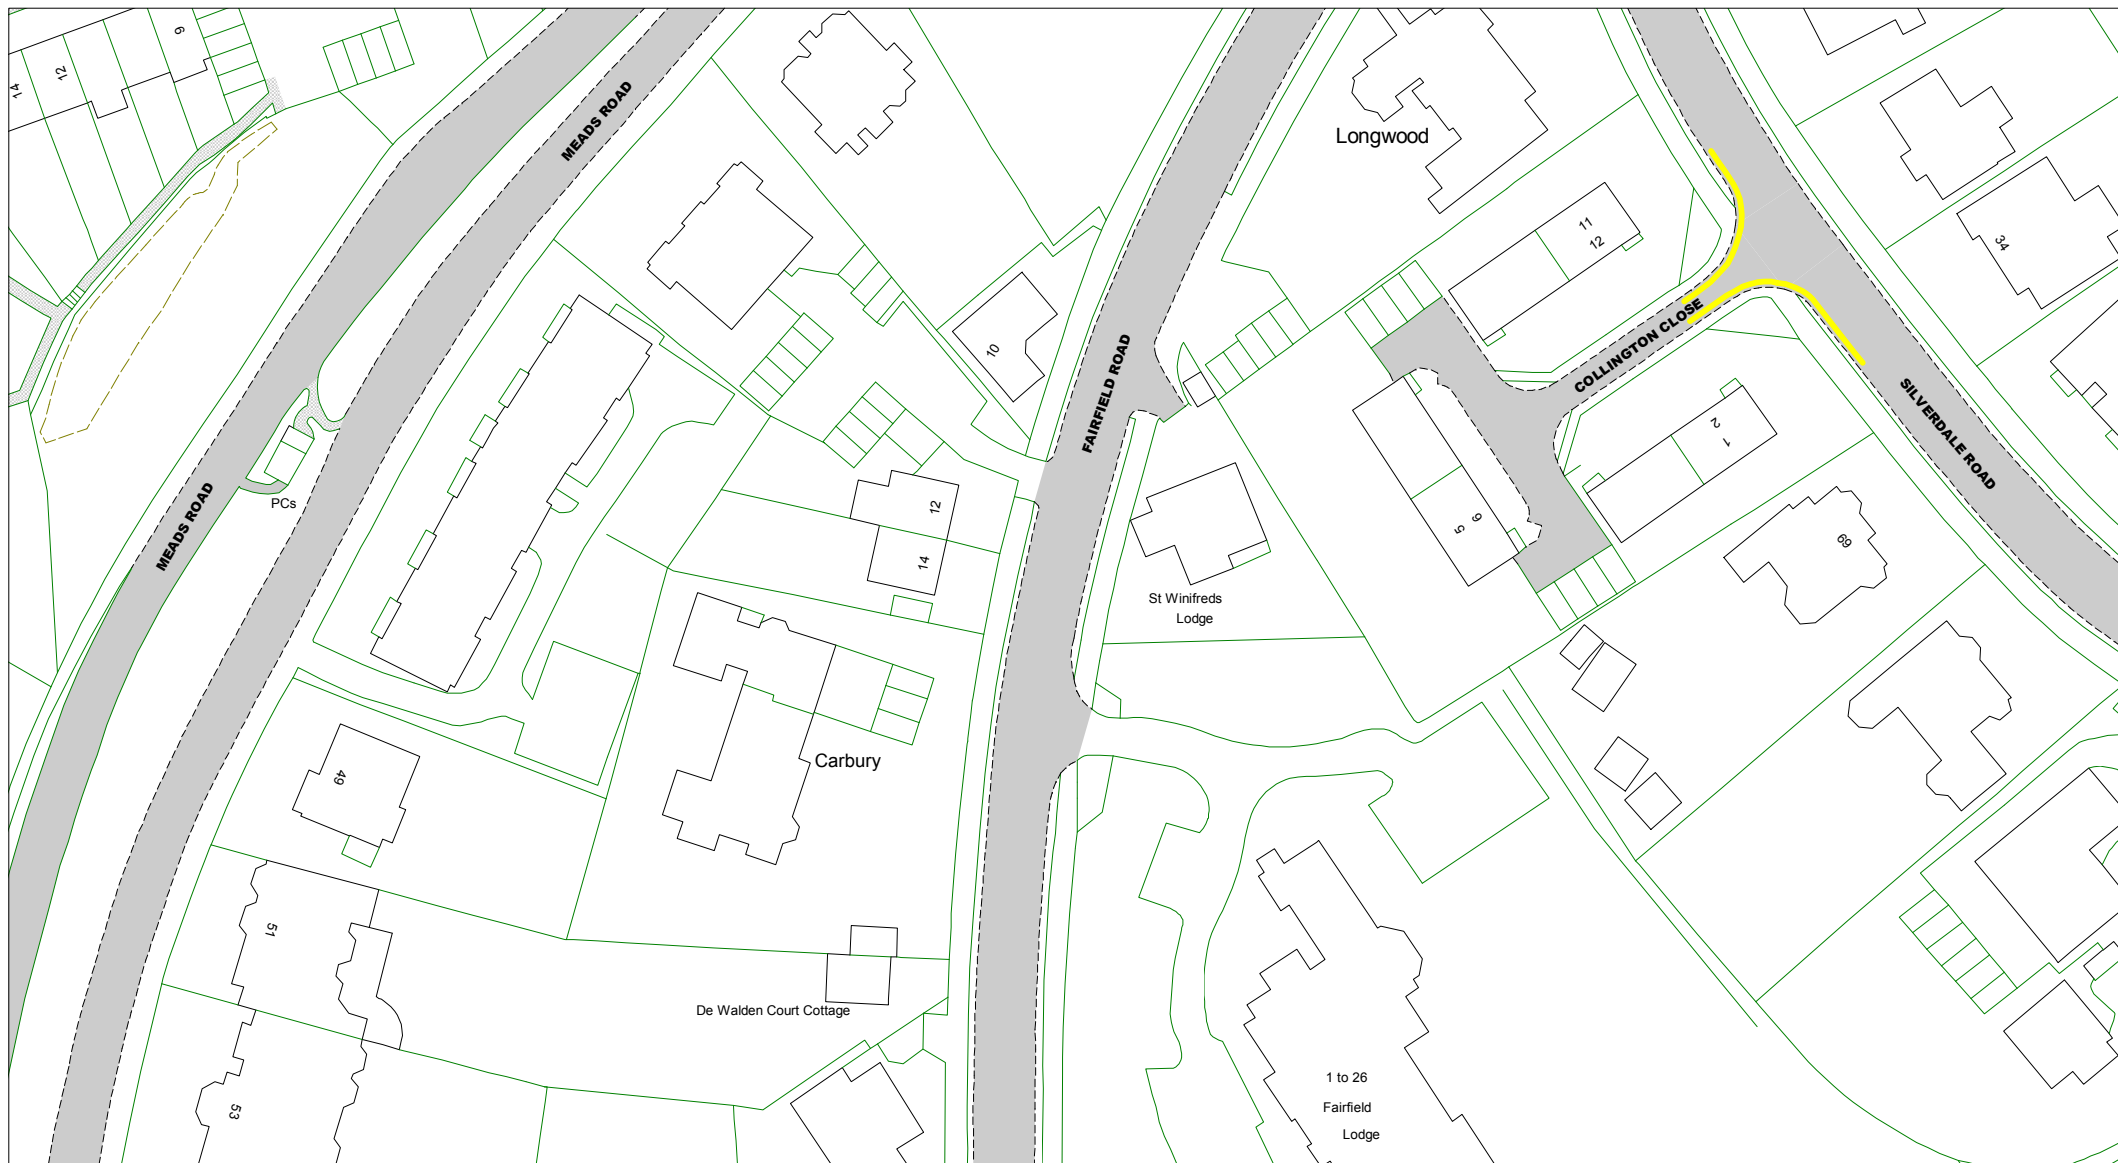 9
12
14
MEADS ROAD
Longwood
11
12
34
10
FAIRFIELD ROAD
COLLINGTON CLOSE
SILVERDALE ROAD
2
1
PCs
MEADS ROAD
12
14
6
5
69
St Winifreds
Lodge
49
Carbury
51
De Walden Court Cottage
53
1 to 26
Fairfield
Lodge